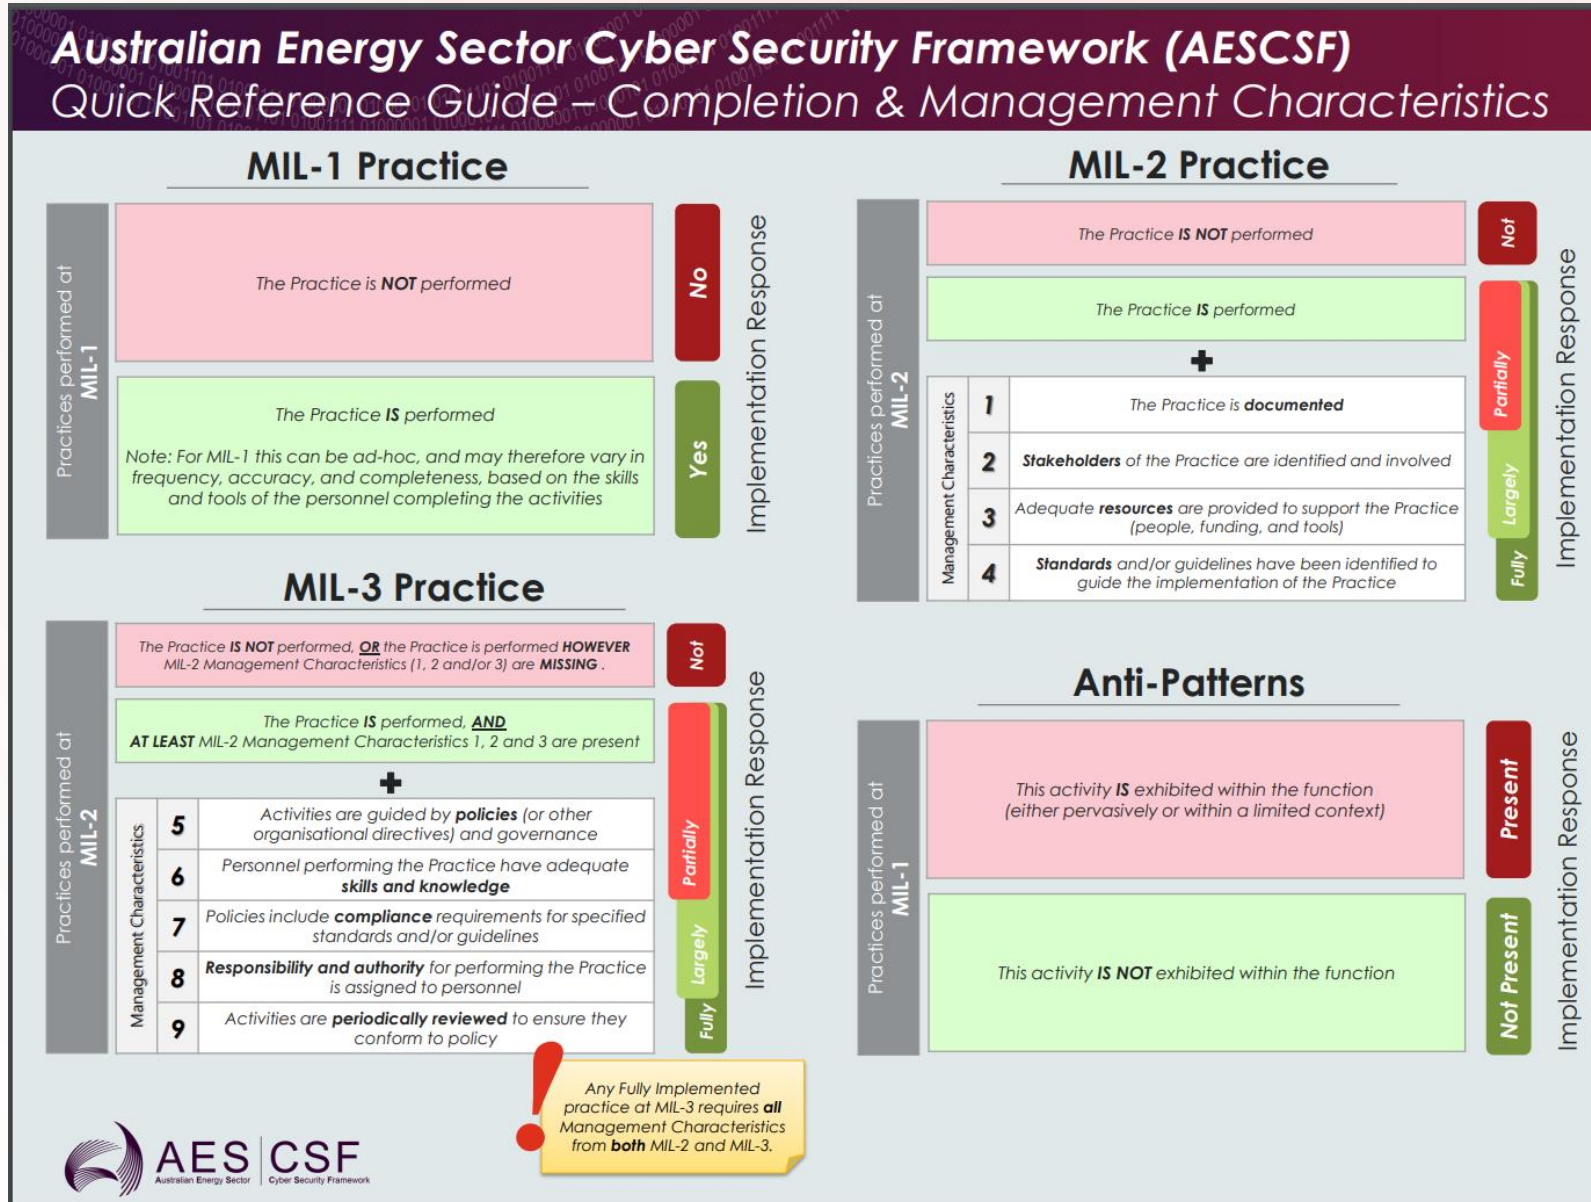 Australian Energy Sector Cyber Security Framework (AESCSF)
Quick Reference Guide – Completion & Management Characteristics
MIL-1 Practice
Practices performed at
MIL-1
The Practice is NOT performed
No
The Practice IS performed
Note: For MIL-1 this can be ad-hoc, and may therefore vary in
frequency, accuracy, and completeness, based on the skills
and tools of the personnel completing the activities
Yes
Implementation Response
MIL-2 Practice
Practices performed at
MIL-2
The Practice IS NOT performed
Not
The Practice IS performed
+
Management Characteristics
1
The Practice is documented
2
Stakeholders of the Practice are identified and involved
3
Adequate resources are provided to support the Practice
(people, funding, and tools)
4
Standards and/or guidelines have been identified to
guide the implementation of the Practice
Partially
Largely
Fully
Implementation Response
MIL-3 Practice
Practices performed at
MIL-2
The Practice IS NOT performed, OR the Practice is performed HOWEVER
MIL-2 Management Characteristics (1, 2 and/or 3) are MISSING .
Not
The Practice IS performed, AND
AT LEAST MIL-2 Management Characteristics 1, 2 and 3 are present
+
Management Characteristics
5
Activities are guided by policies (or other
organisational directives) and governance
6
Personnel performing the Practice have adequate
skills and knowledge
7
Policies include compliance requirements for specified
standards and/or guidelines
8
Responsibility and authority for performing the Practice
is assigned to personnel
9
Activities are periodically reviewed to ensure they
conform to policy
Partially
Largely
Fully
Implementation Response
!
Any Fully Implemented
practice at MIL-3 requires all
Management Characteristics
from both MIL-2 and MIL-3.
Anti-Patterns
Practices performed at
MIL-1
This activity IS exhibited within the function
(either pervasively or within a limited context)
Present
This activity IS NOT exhibited within the function
Not Present
Implementation Response
AES CSF
Australian Energy Sector Cyber Security Framework